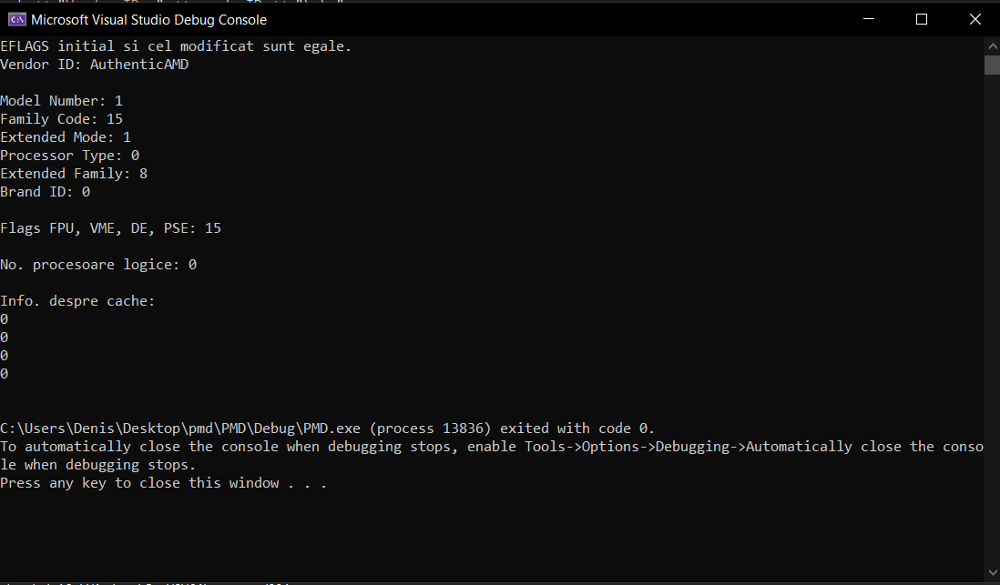 Microsoft Visual Studio Debug Console
EFLAGS initial si cel modificat sunt egale.
Vendor ID: AuthenticAMD
Model Number: 1
Family Code: 15
Extended Mode: 1
Processor Type: 0
Extended Family: 8
Brand ID: 0
Flags FPU, VME, DE, PSE: 15
No. procesoare logice: 0
Info. despre cache:
0
0
0
0
C:\Users\Denis\Desktop\pmd\PMD\Debug\PMD.exe (process 13836) exited with code 0.
To automatically close the console when debugging stops, enable Tools->Options->Debugging->Automatically close the conso
le when debugging stops.
Press any key to close this window . . .